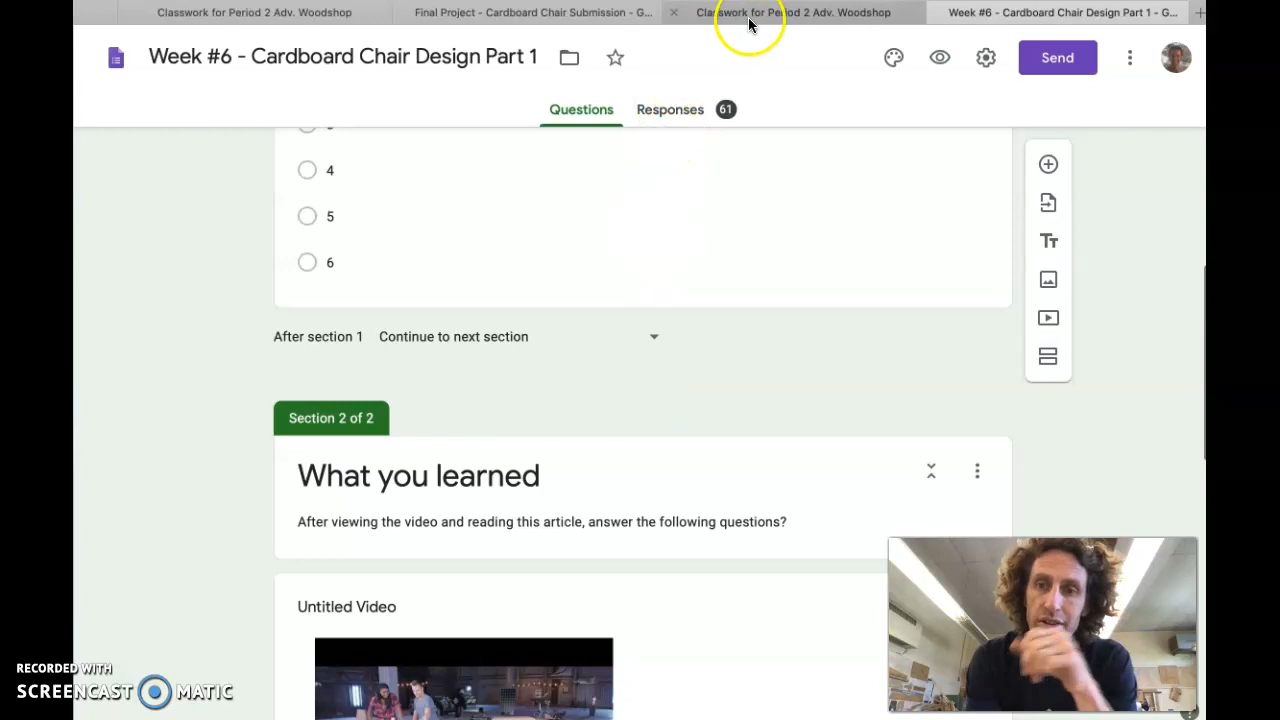 Classwork for Period 2 Adv. Woodshop
Final Project - Cardboard Chair Submission - G...
Classwork for Period 2 Adv. Woodshop
Week #6 - Cardboard Chair Design Part 1 - G...
Week #6 - Cardboard Chair Design Part 1
Send
Questions
Responses 61
4
5
6
After section 1 Continue to next section
Section 2 of 2
What you learned
After viewing the video and reading this article, answer the following questions?
Untitled Video
RECORDED WITH
SCREENCAST MATIC